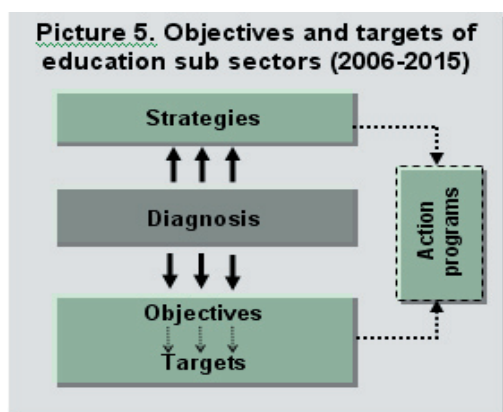 Picture 5. Objectives and targets of
education sub sectors (2006-2015)
Strategies
Diagnosis
Objectives
Targets
Action
programs